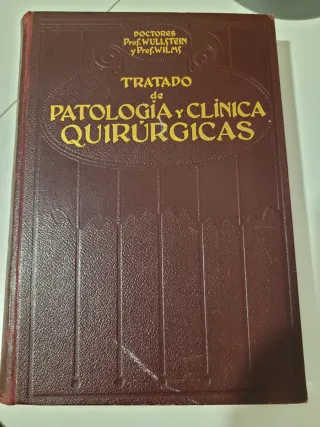 DOCTORES
Prof. WULLSTEIN
y Prof. WILMS
TRATADO
de
PATOLOGÍA Y CLÍNICA
QUIRÚRGICAS